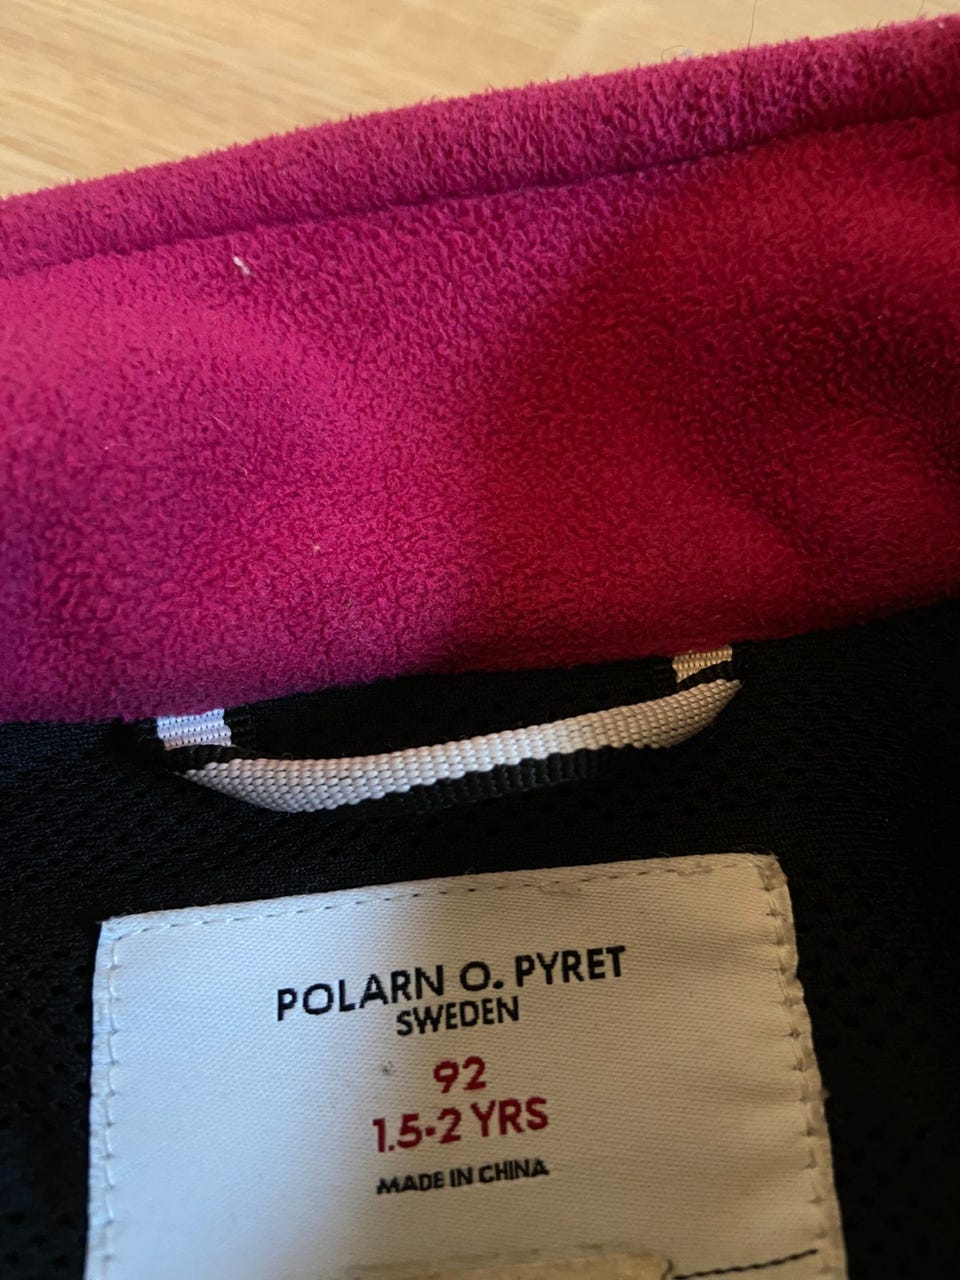 POLARN O. PYRET
SWEDEN
92
1.5-2 YRS
MADE IN CHINA